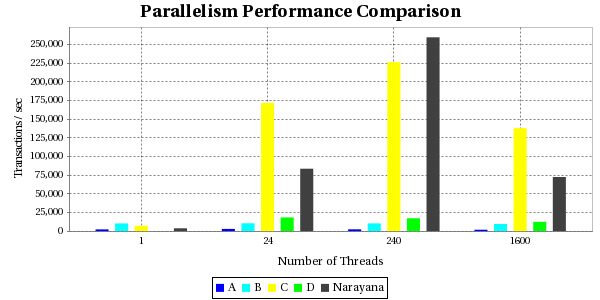 Parallelism Performance Comparison
Transactions / sec
250,000
225,000
200,000
175,000
150,000
125,000
100,000
75,000
50,000
25,000
0
1 24 240 1600
Number of Threads
A B C D Narayana